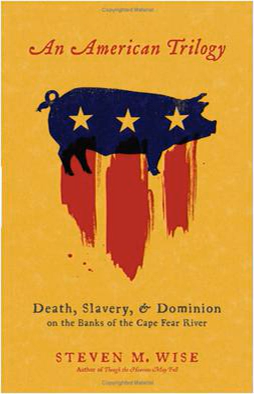 An American Trilogy
Death, Slavery, & Dominion
on the Banks of the Cape Fear River
STEVEN M. WISE
Author of Though the Heavens May Fall